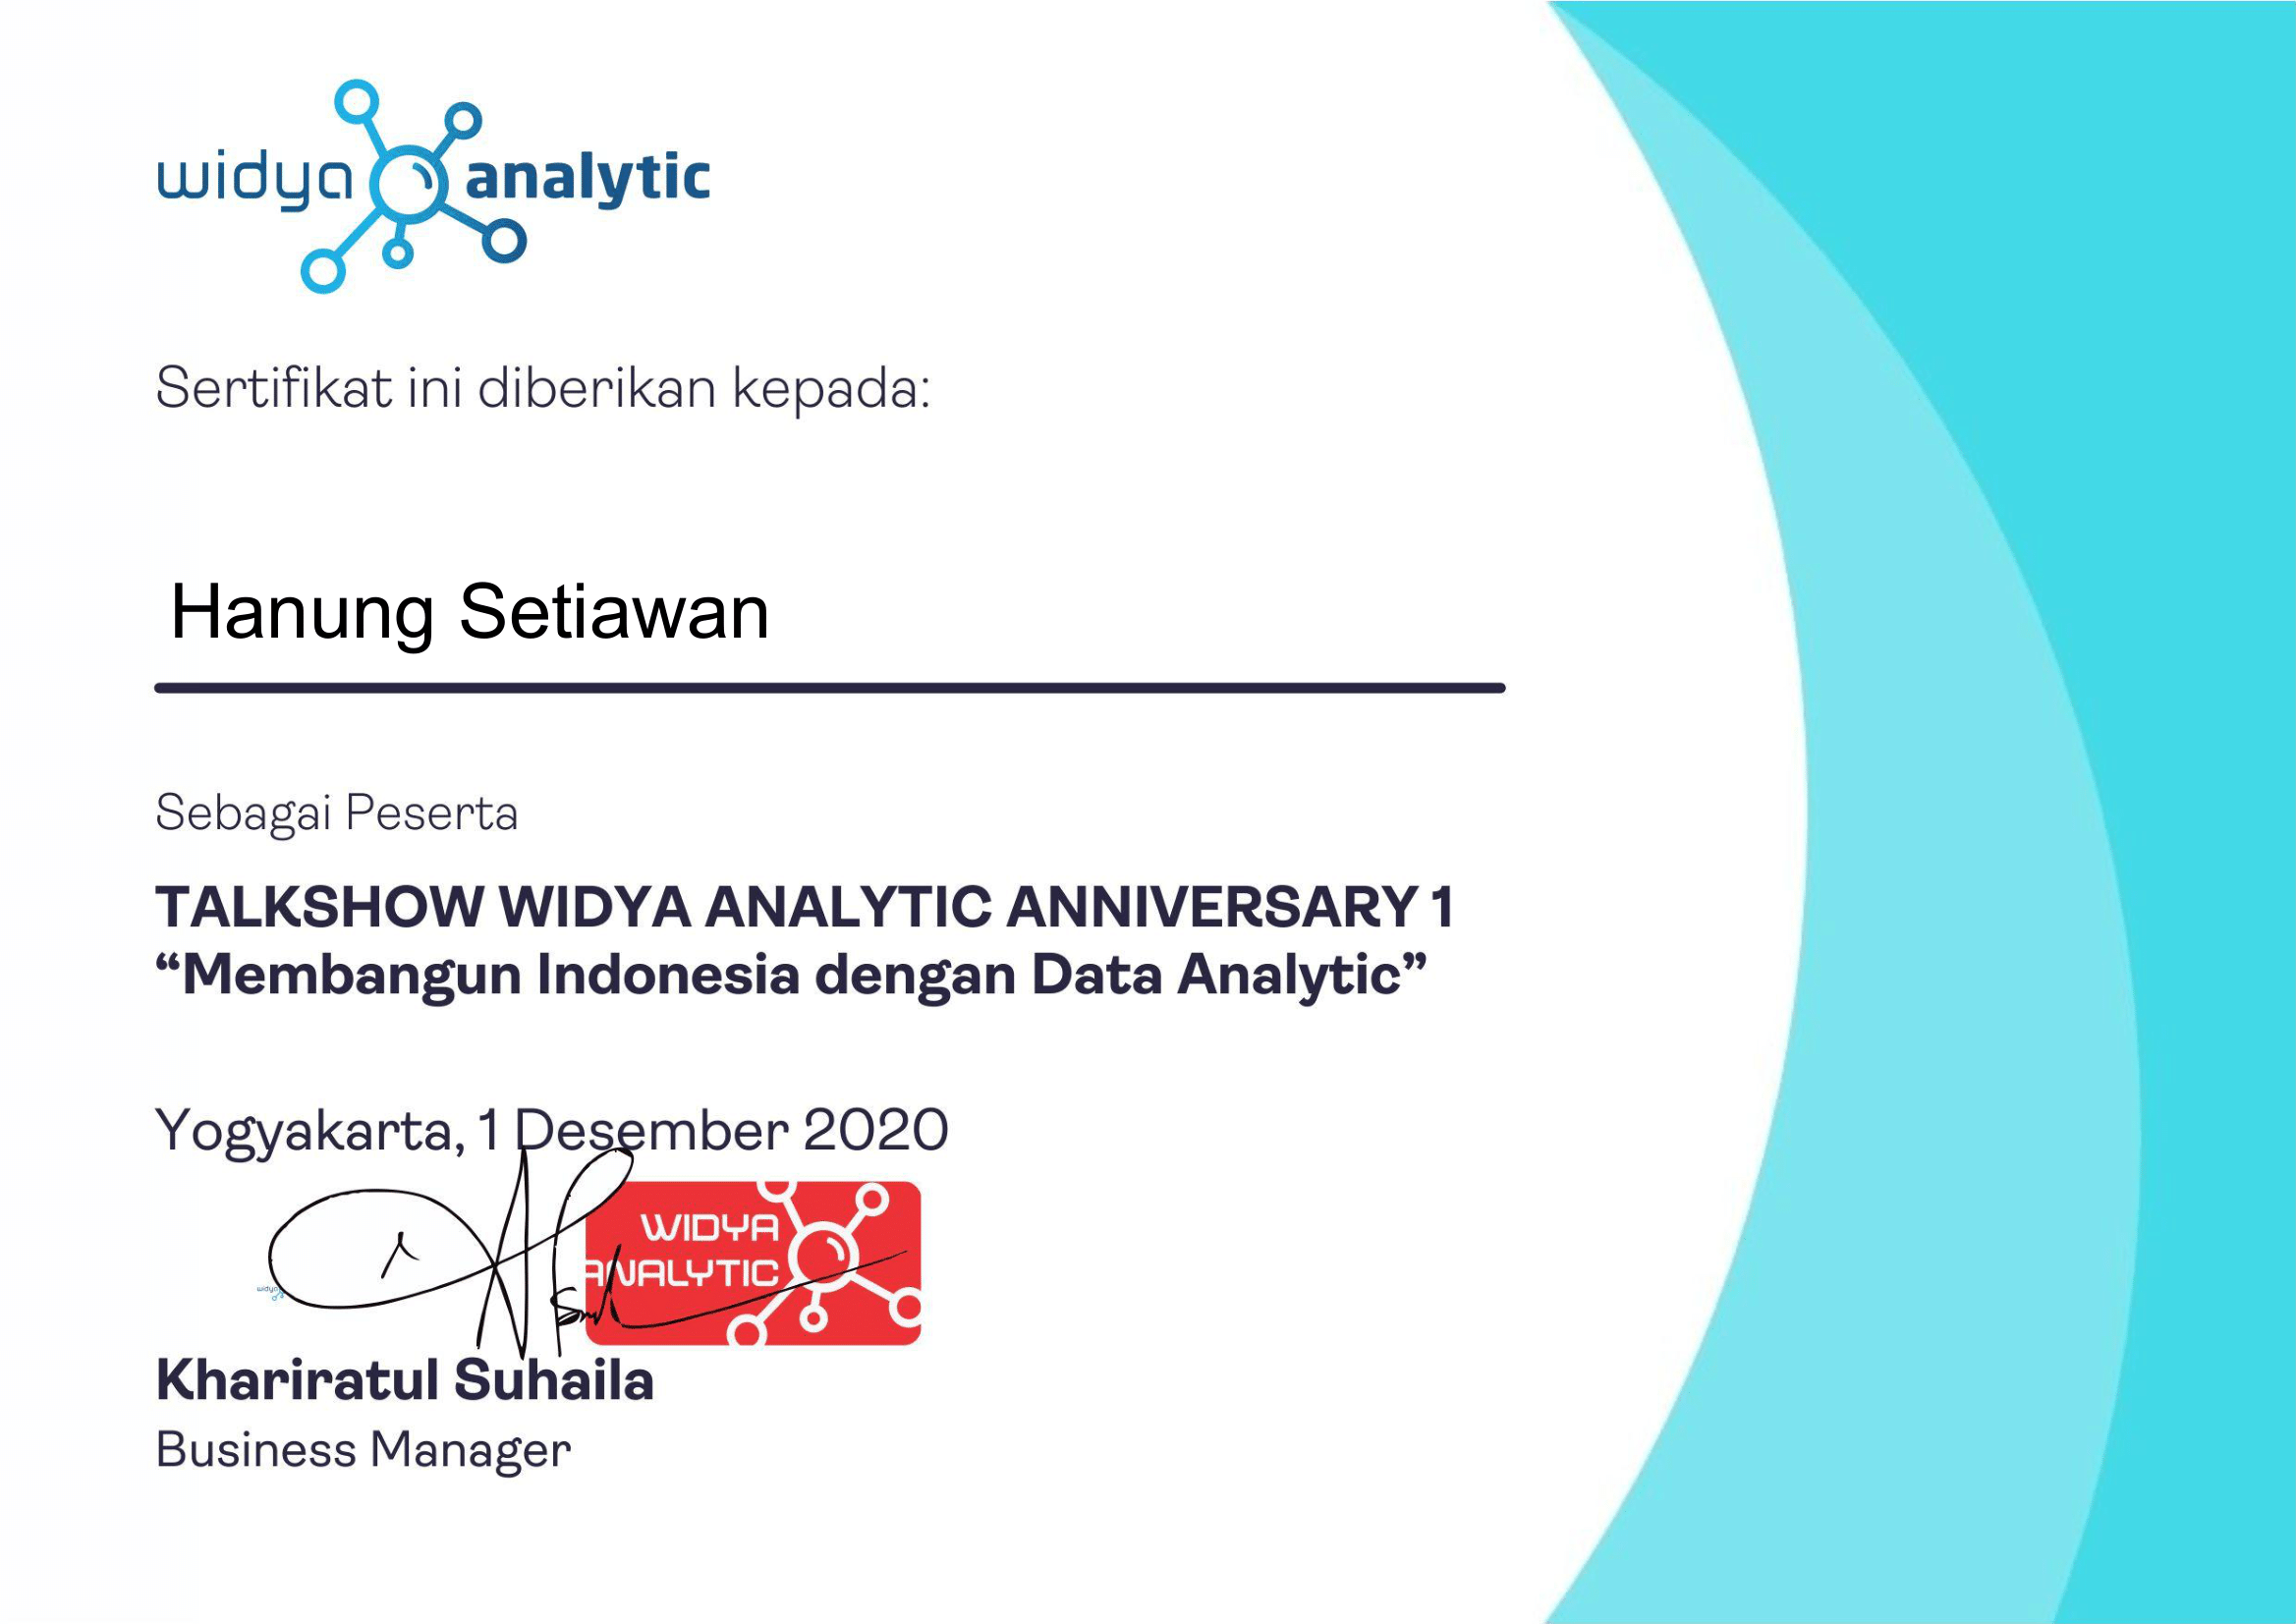 widya analytic
Sertifikat ini diberikan kepada:
Hanung Setiawan
Sebagai Peserta
TALKSHOW WIDYA ANALYTIC ANNIVERSARY 1
“Membangun Indonesia dengan Data Analytic”
Yogyakarta, 1 Desember 2020
WIDYA
ANALYTIC
widya
Khariratul Suhaila
Business Manager